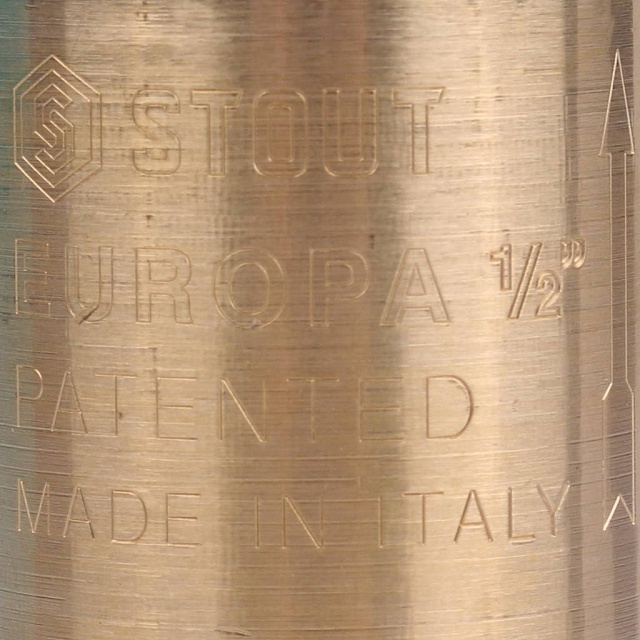 STOUT
EUROPA 1/2"
PATENTED
MADE IN ITALY